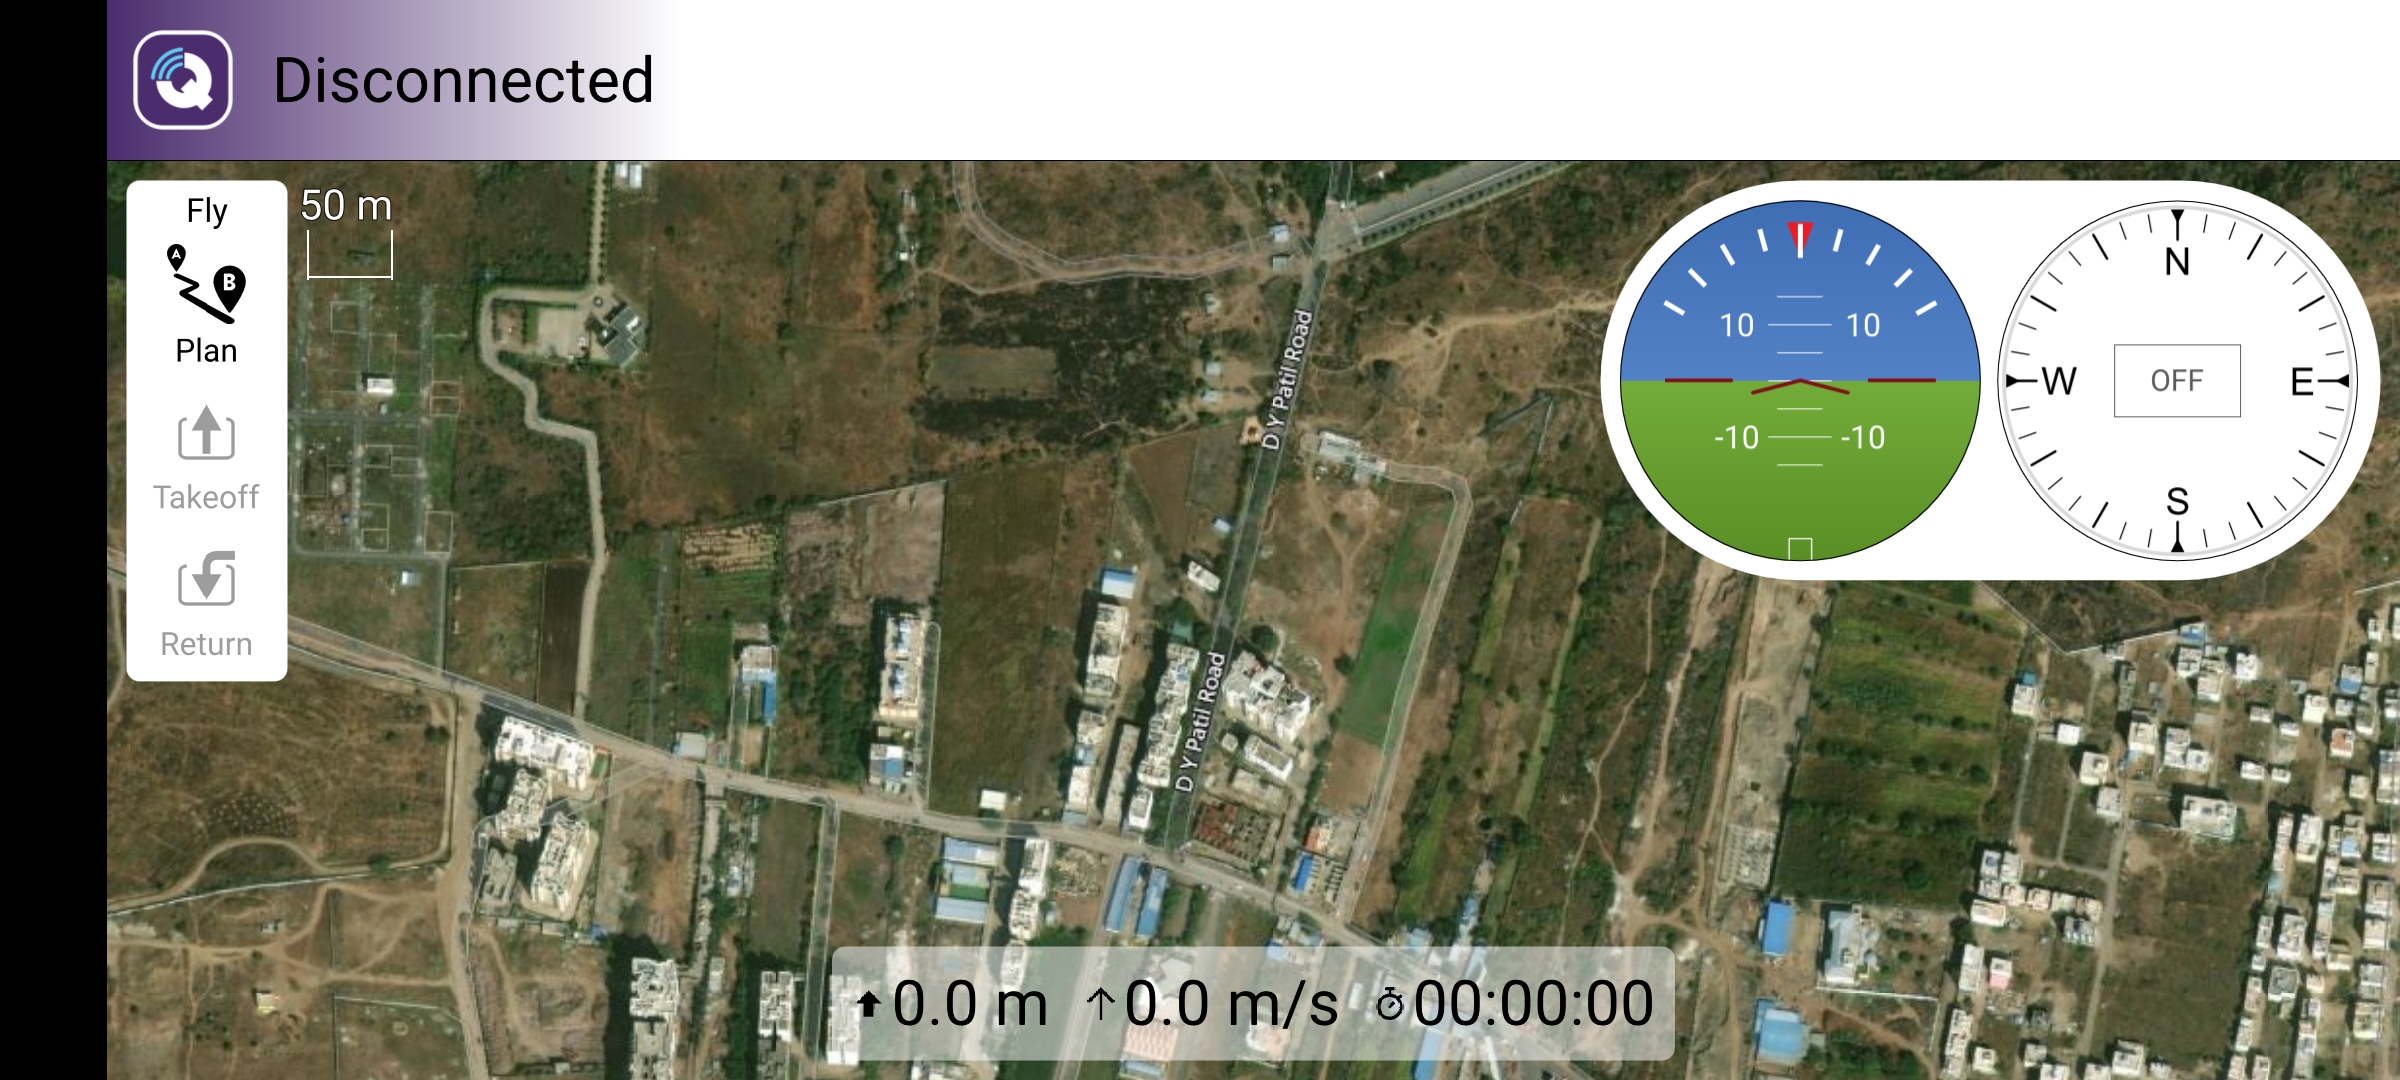 Disconnected
Fly
50 m
A
B
Plan
Takeoff
Return
D Y Patil Road
D Y Patil Road
10 10
-10 -10
N
W OFF E
S
0.0 m 0.0 m/s 00:00:00